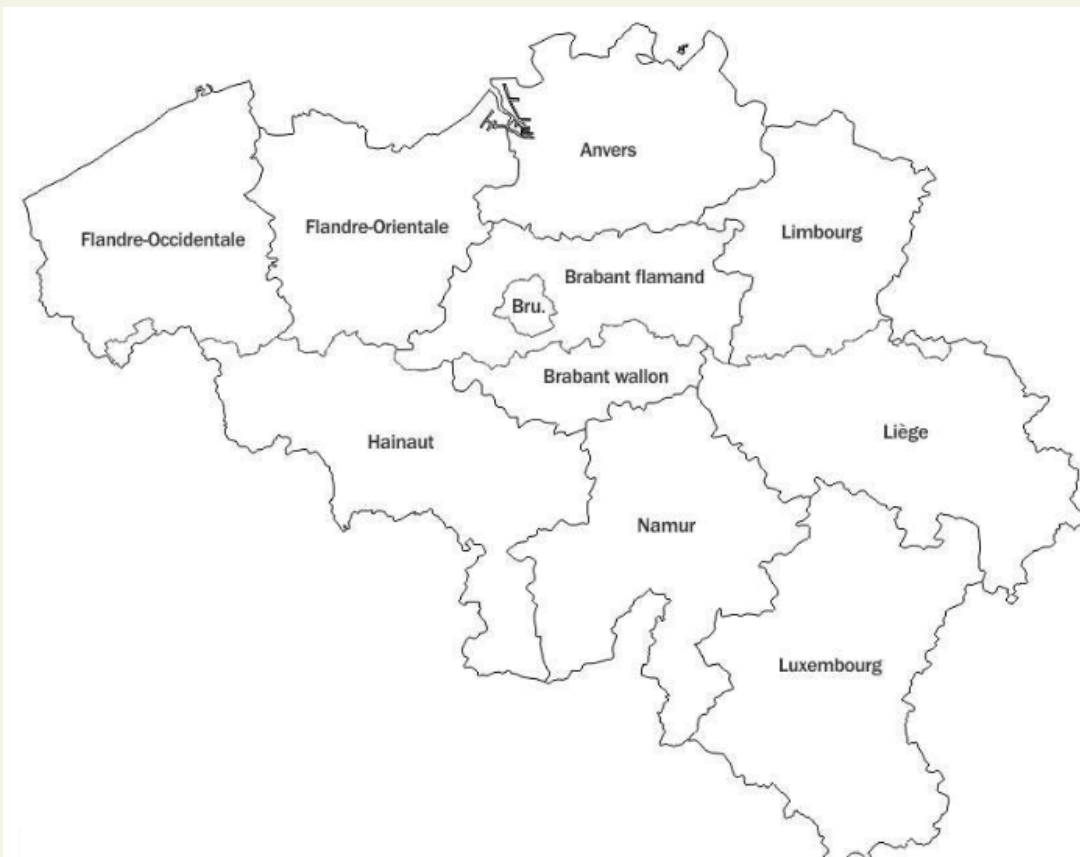 Anvers
Flandre-Occidentale
Flandre-Orientale
Limbourg
Brabant flamand
Bru.
Brabant wallon
Hainaut
Liège
Namur
Luxembourg